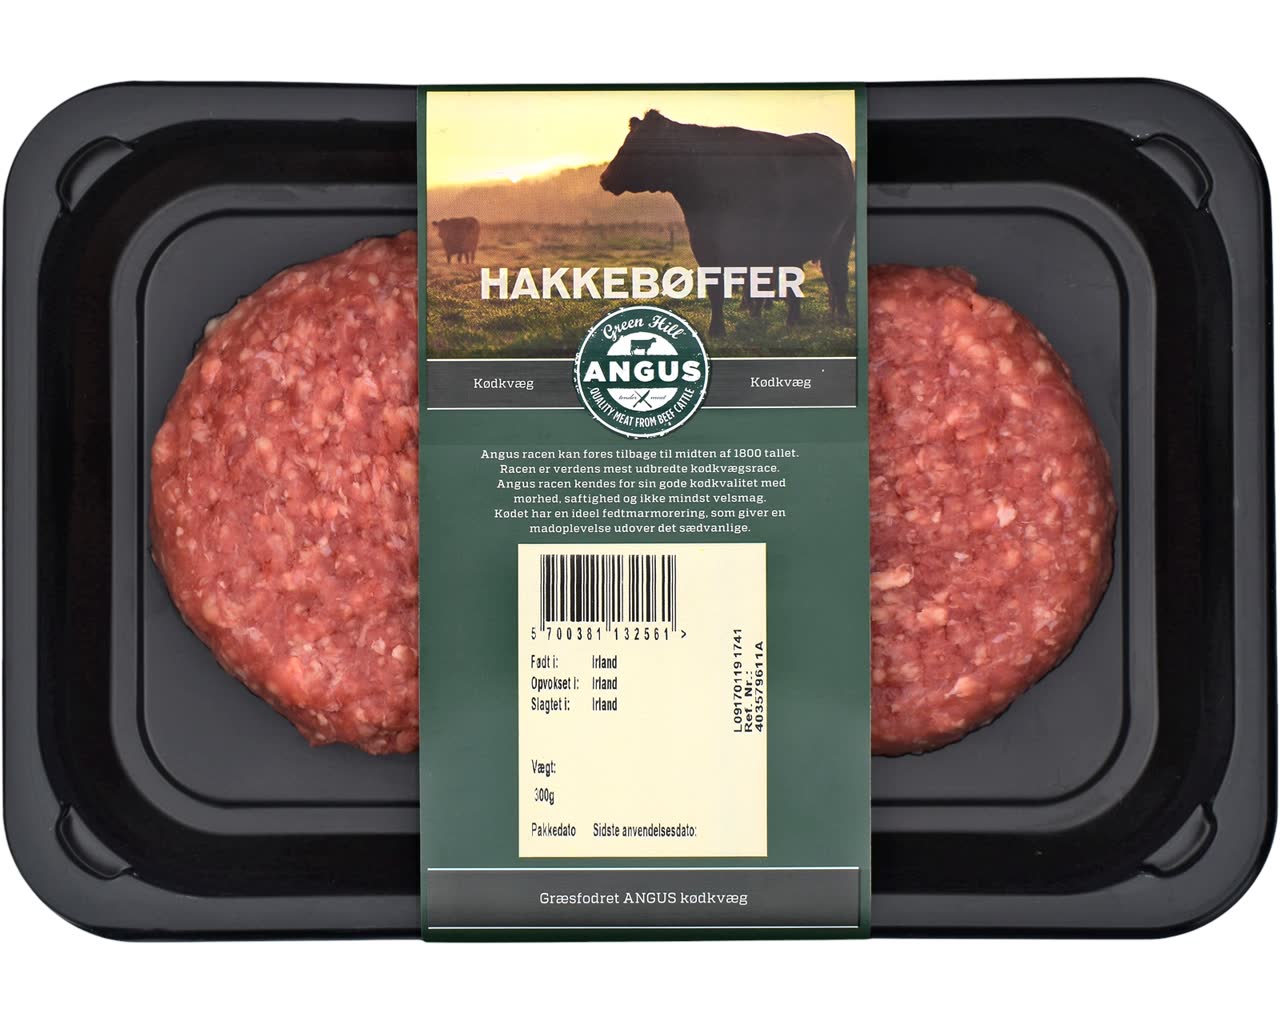 HAKKEBØFFER
Green Hill
ANGUS
tender meat
QUALITY MEAT FROM BEEF CATTLE
Kødkvæg
Kødkvæg
Angus racen kan føres tilbage til midten af 1800 tallet.
Racen er verdens mest udbredte kødkvægsrace.
Angus racen kendes for sin gode kødkvalitet med
mørhed, saftighed og ikke mindst velsmag.
Kødet har en ideel fedtmarmorering, som giver en
madoplevelse udover det sædvanlige.
5 700381 132561 >
Født i: Irland
Opvokset i: Irland
Slagtet i: Irland
L09170119 1741
Ref. Nr.:
403579611A
Vægt:
300g
Pakkedato Sidste anvendelsesdato:
Græsfodret ANGUS kødkvæg